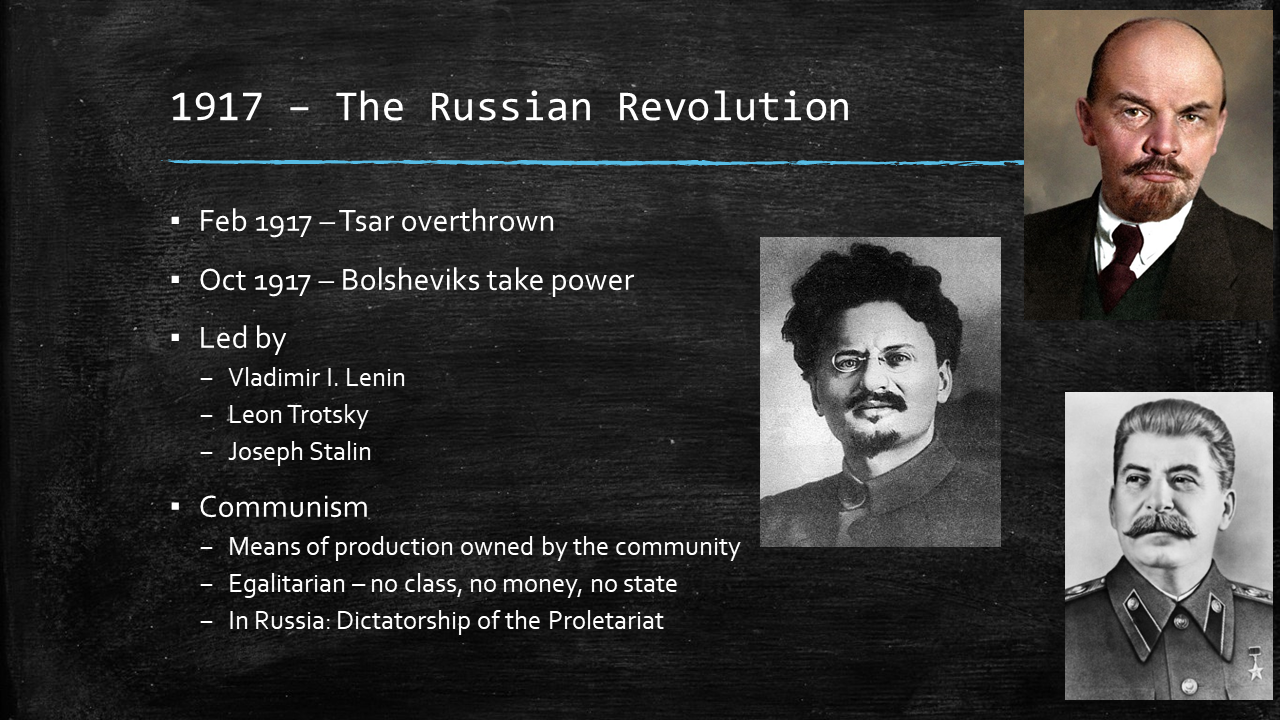 1917 – The Russian Revolution
▪ Feb 1917 – Tsar overthrown
▪ Oct 1917 – Bolsheviks take power
▪ Led by
– Vladimir I. Lenin
– Leon Trotsky
– Joseph Stalin
▪ Communism
– Means of production owned by the community
– Egalitarian – no class, no money, no state
– In Russia: Dictatorship of the Proletariat